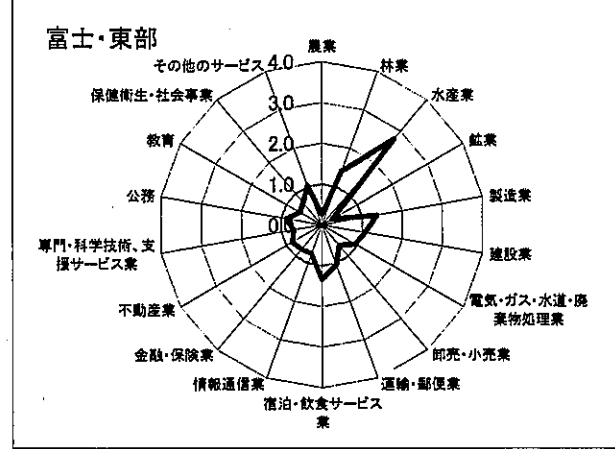 富士・東部
農業
林業
水産業
鉱業
製造業
建設業
電気・ガス・水道・廃
棄物処理業
卸売・小売業
運輸・郵便業
宿泊・飲食サービス
業
情報通信業
金融・保険業
不動産業
専門・科学技術、支
援サービス業
公務
教育
保健衛生・社会事業
その他のサービス
4.0
3.0
2.0
1.0
0.0